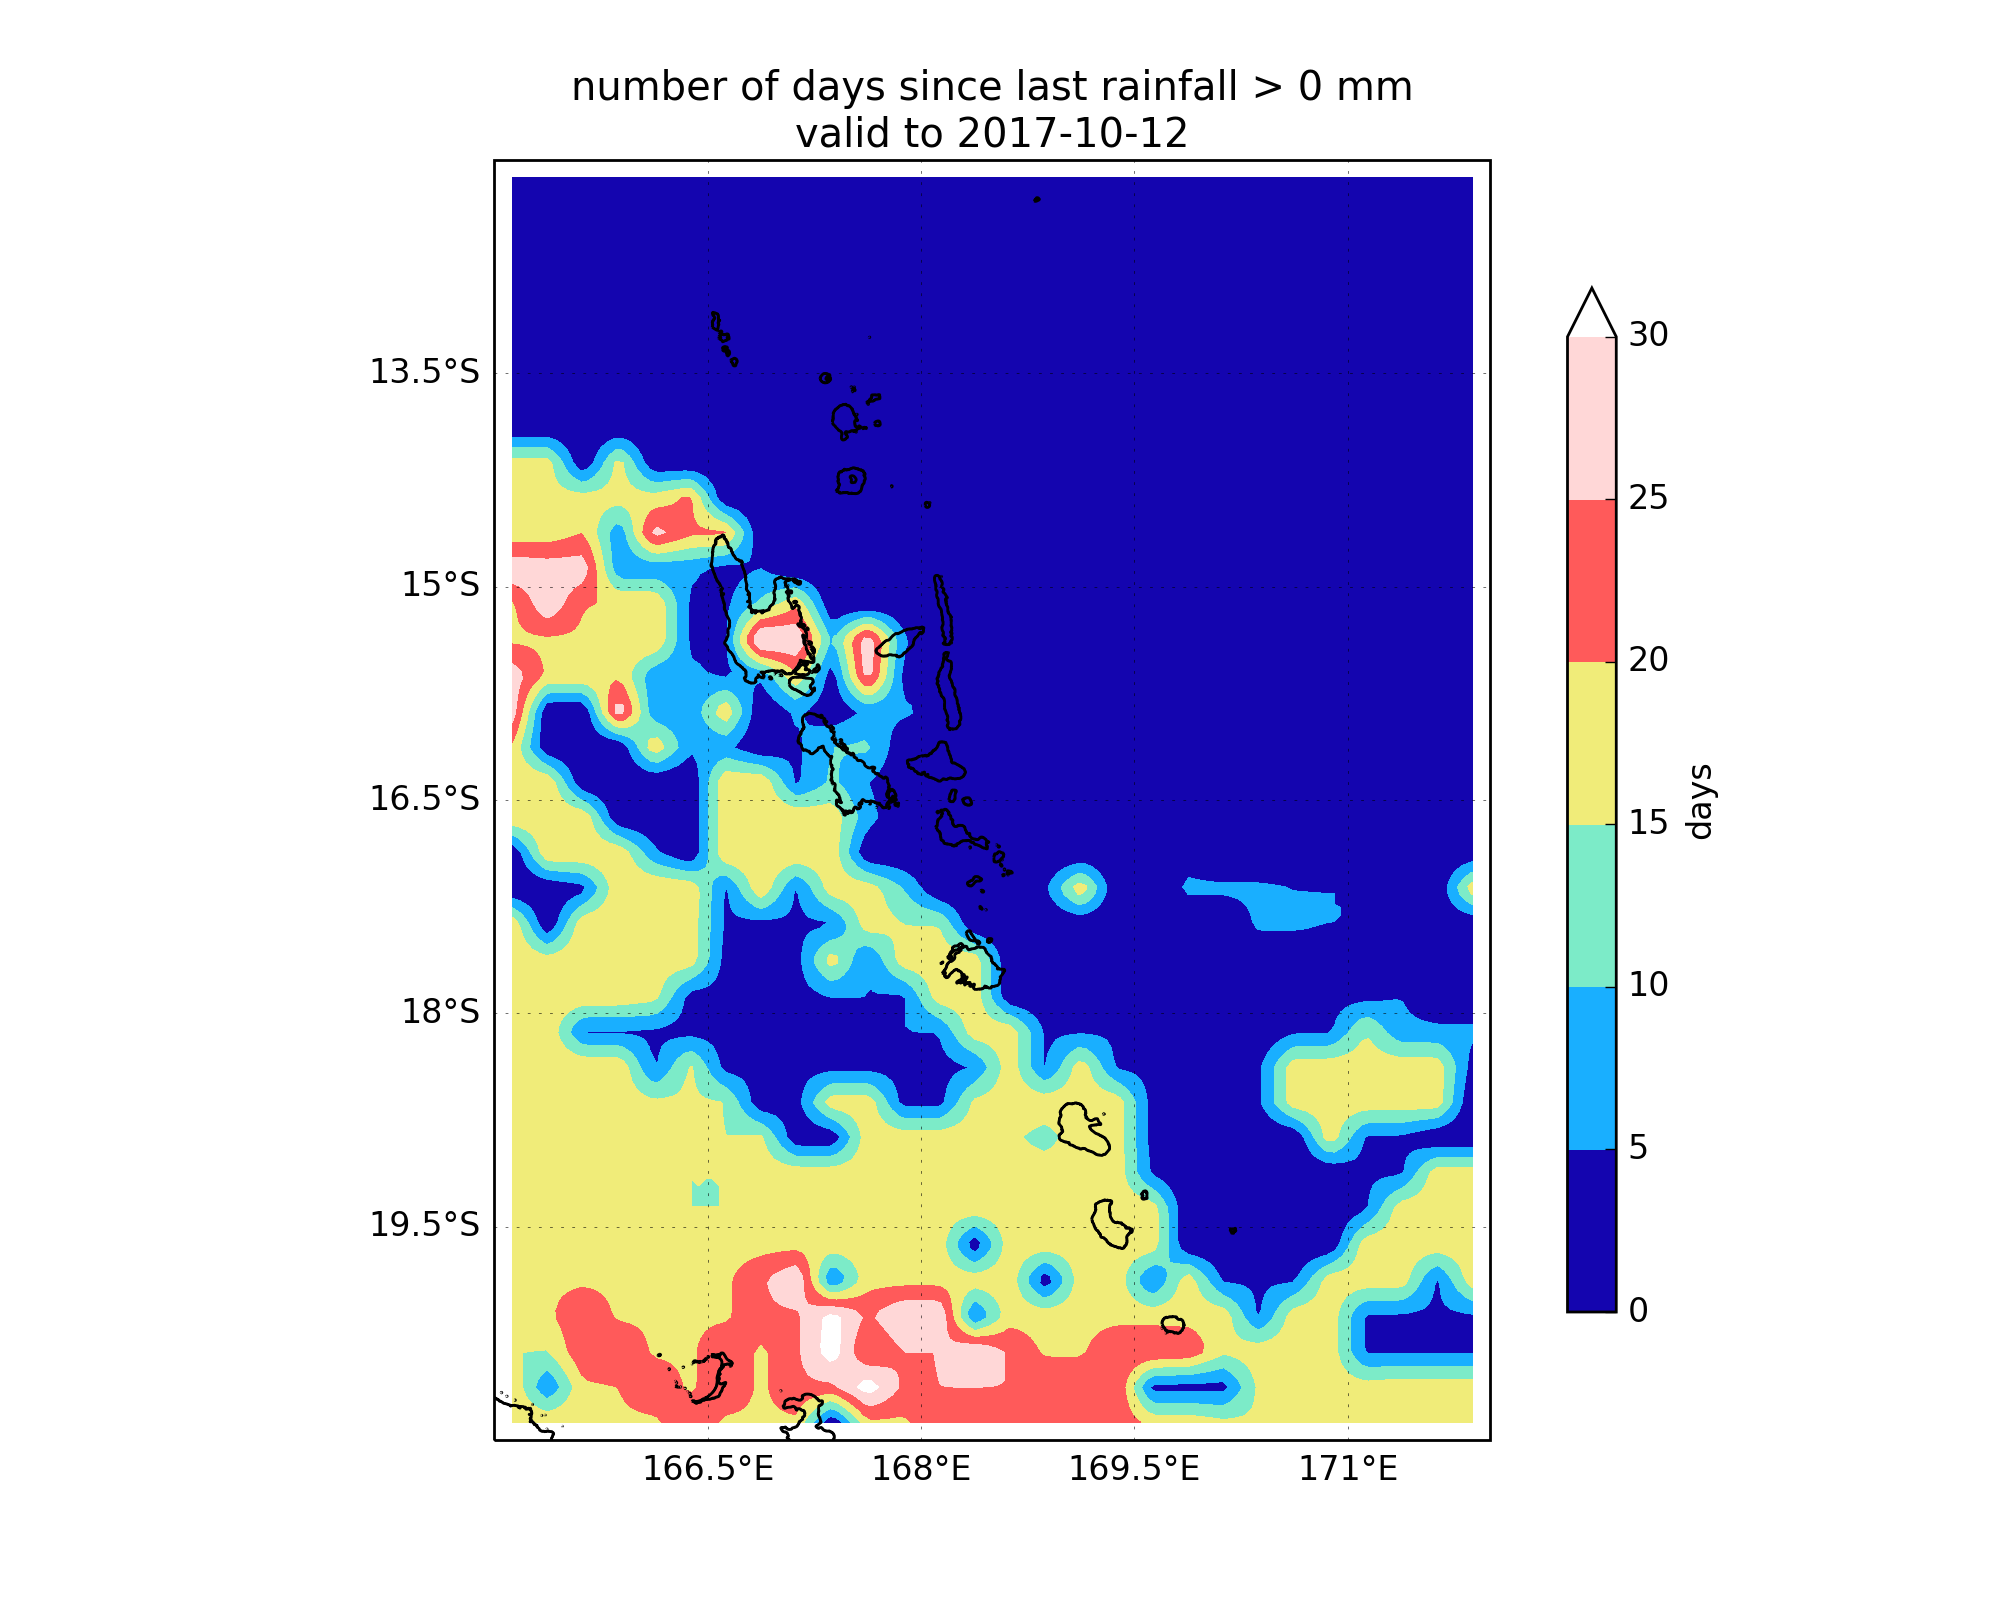 number of days since last rainfall > 0 mm
valid to 2017-10-12
13.5°S
15°S
16.5°S
18°S
19.5°S
166.5°E
168°E
169.5°E
171°E
30
25
20
15
10
5
0
days